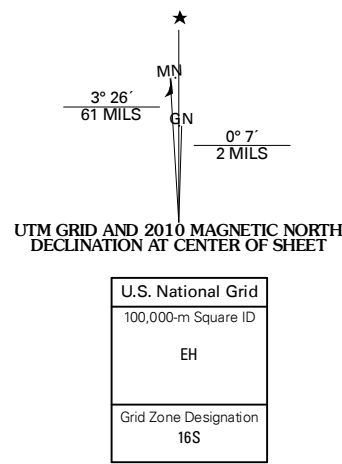 ★
MN
3° 26´
61 MILS
GN
0° 7´
2 MILS
UTM GRID AND 2010 MAGNETIC NORTH
DECLINATION AT CENTER OF SHEET
U.S. National Grid
100,000-m Square ID
EH
Grid Zone Designation
16S